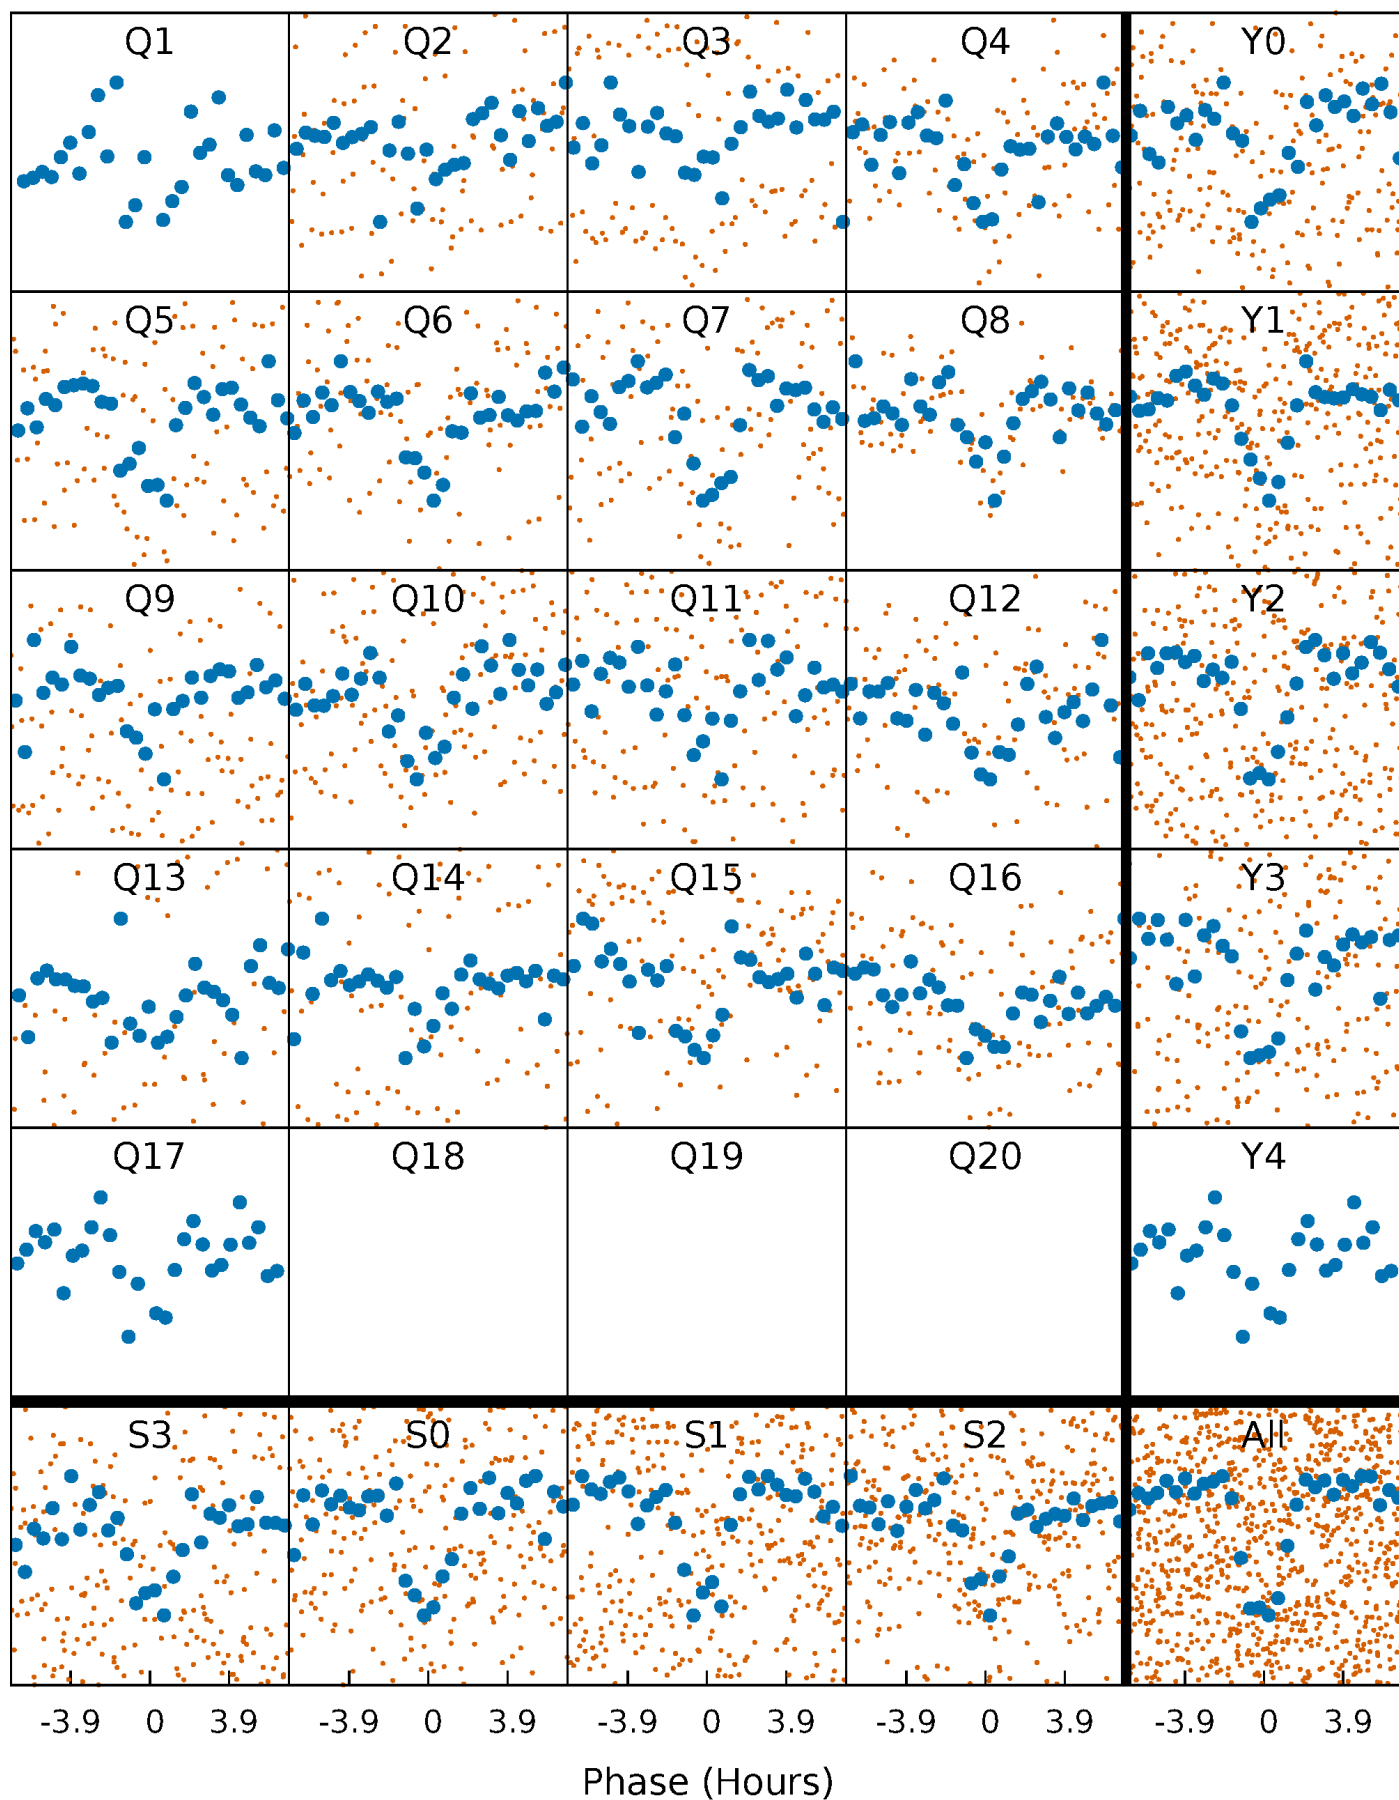 Q1 Q2 Q3 Q4 Y0
Q5 Q6 Q7 Q8 Y1
Q9 Q10 Q11 Q12 Y2
Q13 Q14 Q15 Q16 Y3
Q17 Q18 Q19 Q20 Y4
S3 S0 S1 S2 All
-3.9 0 3.9 -3.9 0 3.9 -3.9 0 3.9 -3.9 0 3.9 -3.9 0 3.9
Phase (Hours)